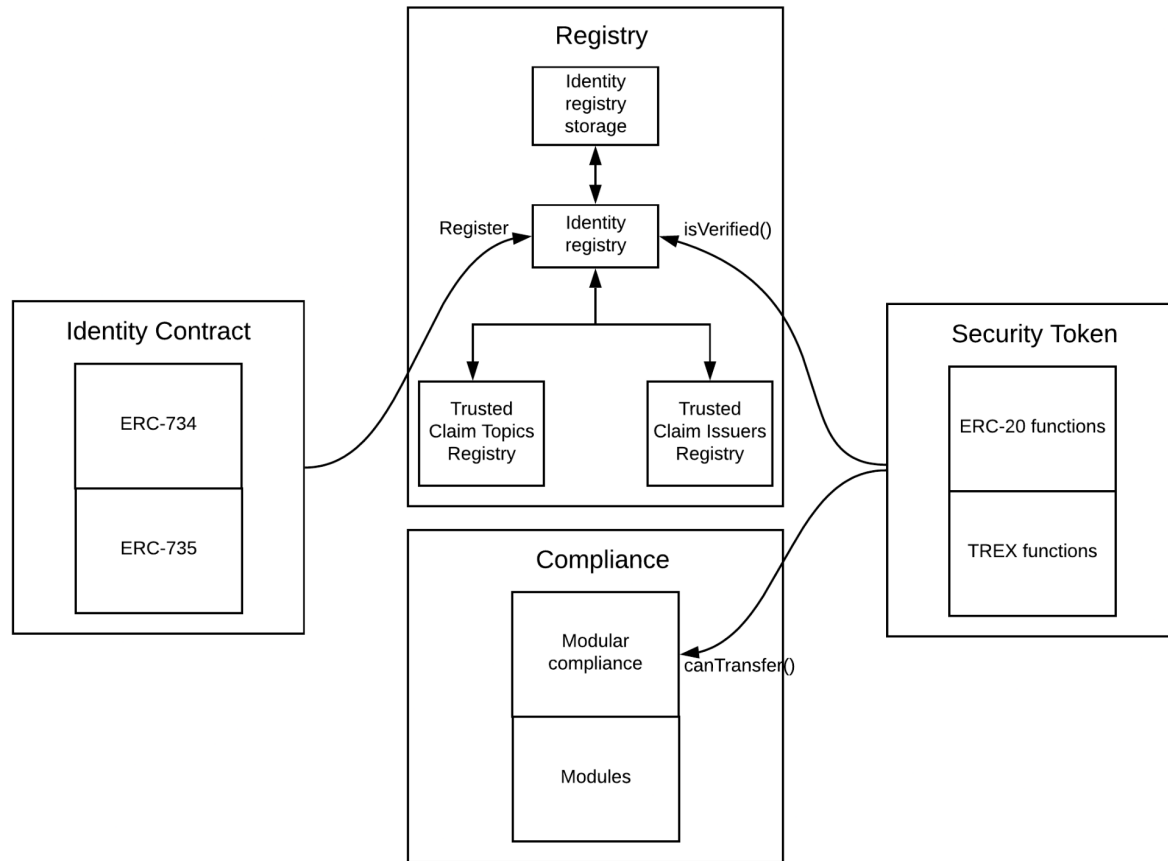 Registry
Identity
registry
storage
Register
Identity
registry
isVerified()
Trusted
Claim Topics
Registry
Trusted
Claim Issuers
Registry
Identity Contract
ERC-734
ERC-735
Security Token
ERC-20 functions
TREX functions
Compliance
Modular
compliance
canTransfer()
Modules